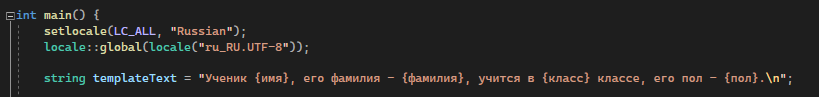 int main() {
setlocale(LC_ALL, "Russian");
locale::global(locale("ru_RU.UTF-8"));
string templateText = "Ученик {имя}, его фамилия - {фамилия}, учится в {класс} классе, его пол - {пол}.\n";